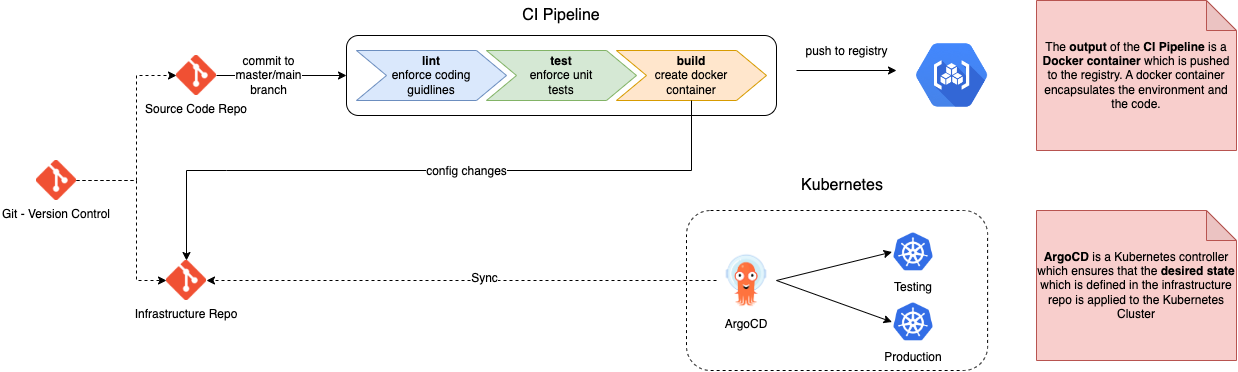 CI Pipeline
commit to
master/main
branch
lint
enforce coding
guidlines
test
enforce unit
tests
build
create docker
container
push to registry
The output of the CI Pipeline is a
Docker container which is pushed
to the registry. A docker container
encapsulates the environment and
the code.
Source Code Repo
config changes
Git - Version Control
Kubernetes
Sync
Infrastructure Repo
ArgoCD
Testing
Production
ArgoCD is a Kubernetes controller
which ensures that the desired state
which is defined in the infrastructure
repo is applied to the Kubernetes
Cluster